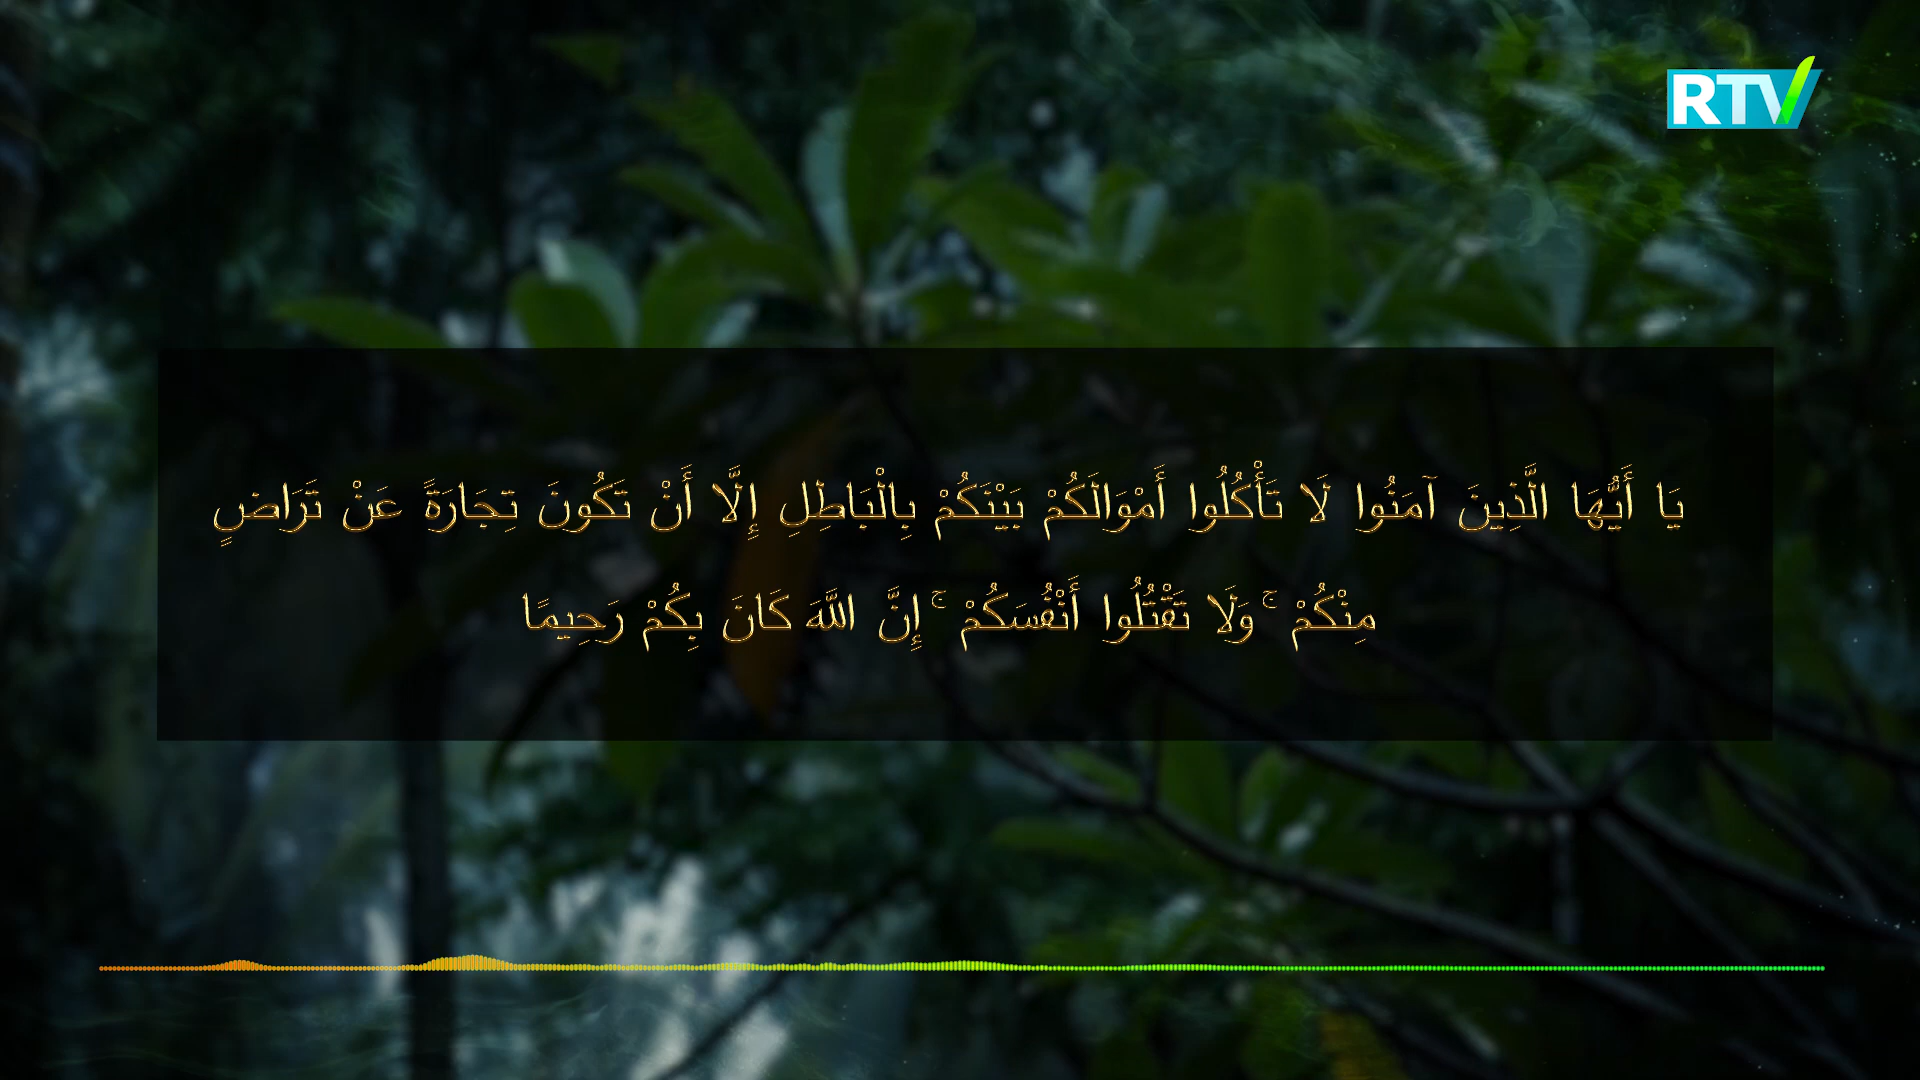 RTV
يَا أَيُّهَا الَّذِينَ آمَنُوا لَا تَأْكُلُوا أَمْوَالَكُمْ بَيْنَكُمْ بِالْبَاطِلِ إِلَّا أَنْ تَكُونَ تِجَارَةً عَنْ تَرَاضٍ
مِنْكُمْ ۚ وَلَا تَقْتُلُوا أَنْفُسَكُمْ ۚ إِنَّ اللَّهَ كَانَ بِكُمْ رَحِيمًا